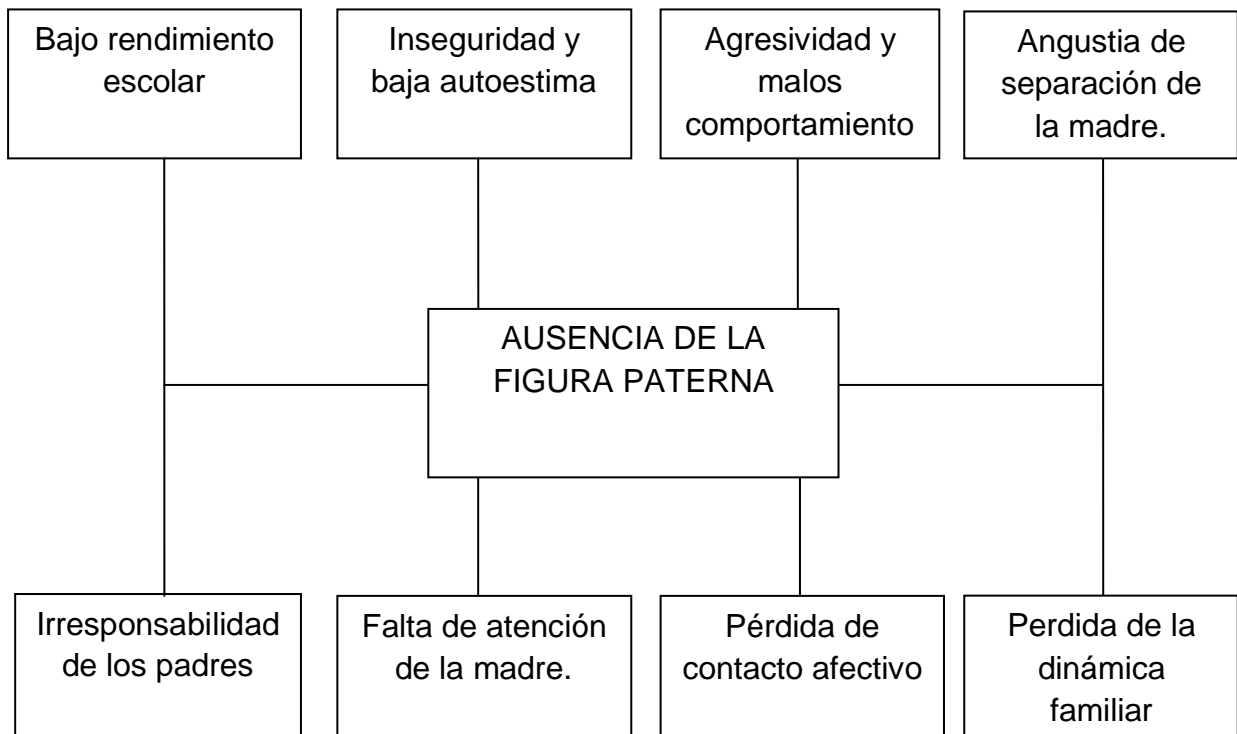 Bajo rendimiento
escolar
Inseguridad y
baja autoestima
Agresividad y
malos
comportamiento
Angustia de
separación de
la madre.
AUSENCIA DE LA
FIGURA PATERNA
Irresponsabilidad
de los padres
Falta de atención
de la madre.
Pérdida de
contacto afectivo
Perdida de la
dinámica
familiar